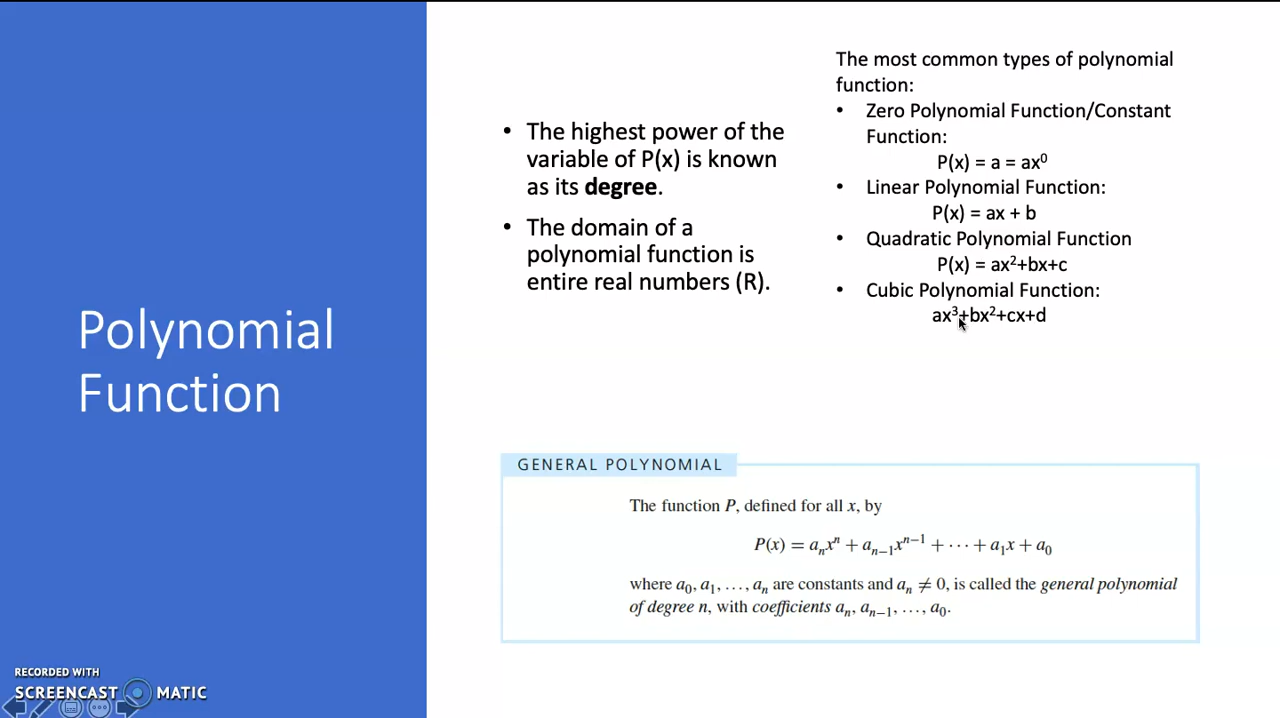 Polynomial
Function
• The highest power of the
variable of P(x) is known
as its degree.
• The domain of a
polynomial function is
entire real numbers (R).
The most common types of polynomial
function:
• Zero Polynomial Function/Constant
Function:
P(x) = a = ax⁰
• Linear Polynomial Function:
P(x) = ax + b
• Quadratic Polynomial Function
P(x) = ax²+bx+c
• Cubic Polynomial Function:
ax³+bx²+cx+d
GENERAL POLYNOMIAL
The function P, defined for all x, by
P(x) = aₙxⁿ + aₙ₋₁xⁿ⁻¹ + ⋯ + a₁x + a₀
where a₀, a₁, …, aₙ are constants and aₙ ≠ 0, is called the general polynomial
of degree n, with coefficients aₙ, aₙ₋₁, …, a₀.
RECORDED WITH
SCREENCAST MATIC